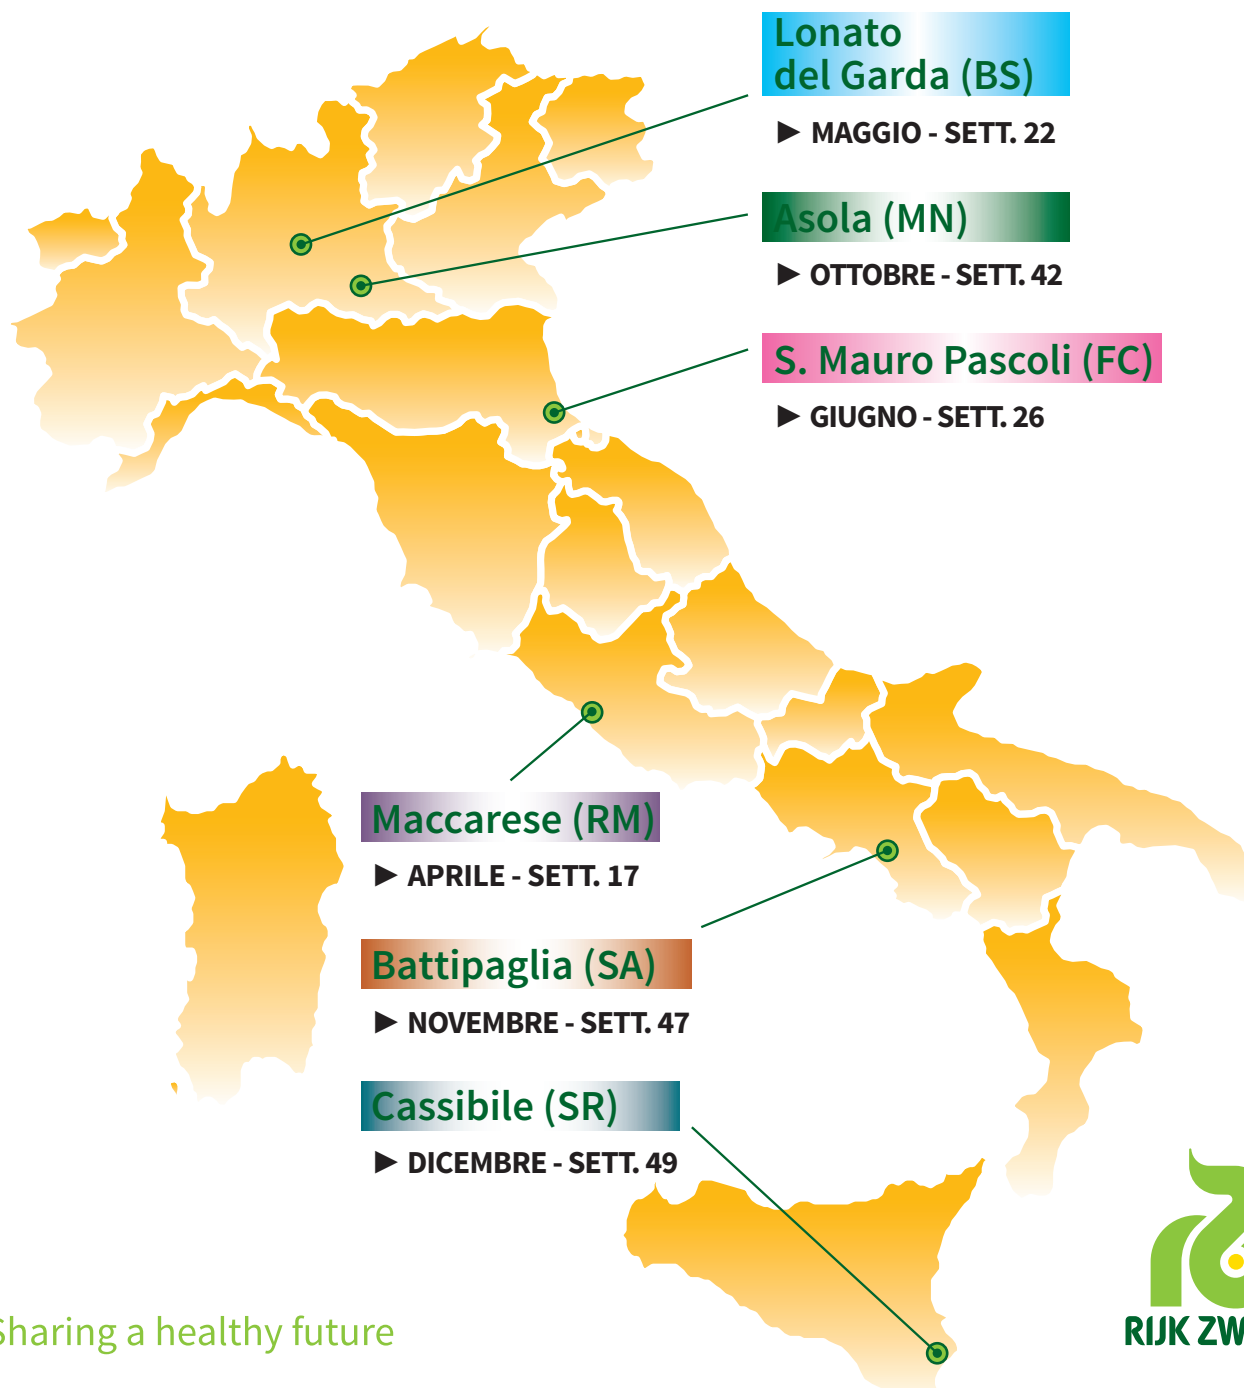 Lonato
del Garda (BS)
► MAGGIO - SETT. 22
Asola (MN)
► OTTOBRE - SETT. 42
S. Mauro Pascoli (FC)
► GIUGNO - SETT. 26
Maccarese (RM)
► APRILE - SETT. 17
Battipaglia (SA)
► NOVEMBRE - SETT. 47
Cassibile (SR)
► DICEMBRE - SETT. 49
Sharing a healthy future
RIJK ZW